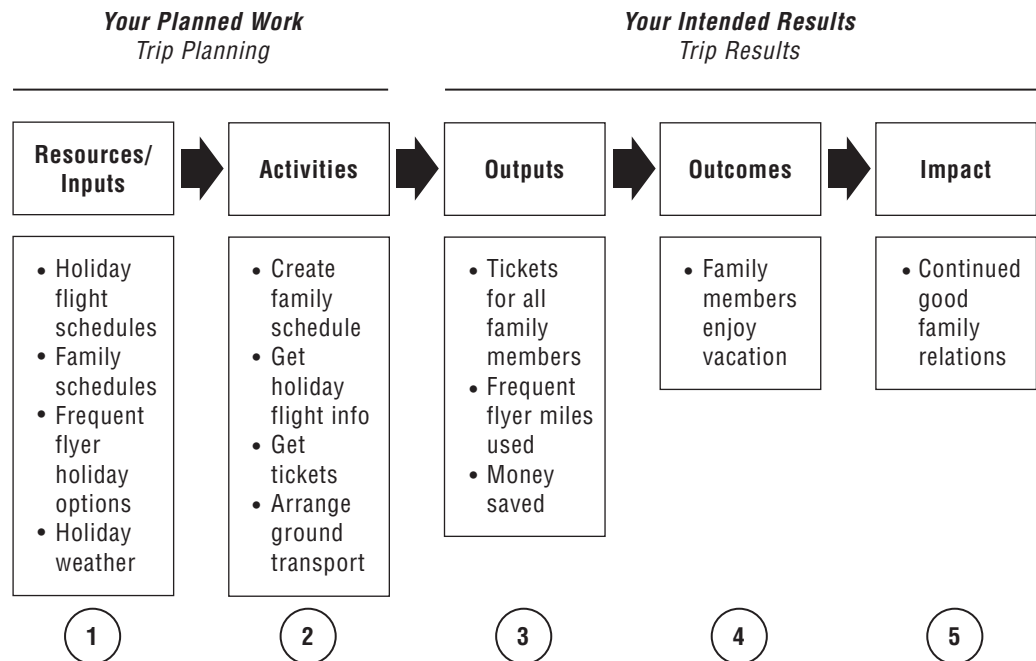 Your Planned Work
Trip Planning
Your Intended Results
Trip Results
Resources/
Inputs
Activities
Outputs
Outcomes
Impact
• Holiday
flight
schedules
• Family
schedules
• Frequent
flyer
holiday
options
• Holiday
weather
• Create
family
schedule
• Get
holiday
flight info
• Get
tickets
• Arrange
ground
transport
• Tickets
for all
family
members
• Frequent
flyer miles
used
• Money
saved
• Family
members
enjoy
vacation
• Continued
good
family
relations
1
2
3
4
5